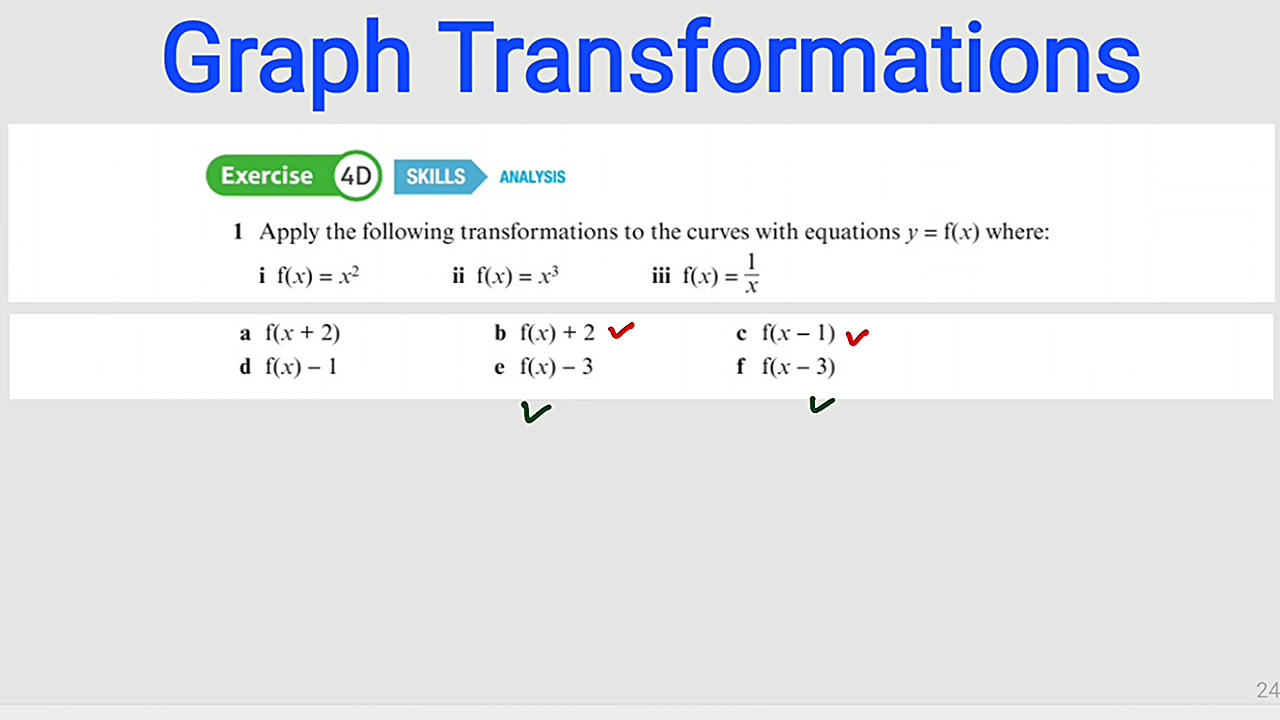 Graph Transformations
Exercise 4D SKILLS ANALYSIS
1 Apply the following transformations to the curves with equations y = f(x) where:
i f(x) = x² ii f(x) = x³ iii f(x) = 1/x
a f(x + 2) b f(x) + 2 ✓ c f(x – 1) ✓
d f(x) – 1 e f(x) – 3 f f(x – 3)
✓ ✓
24